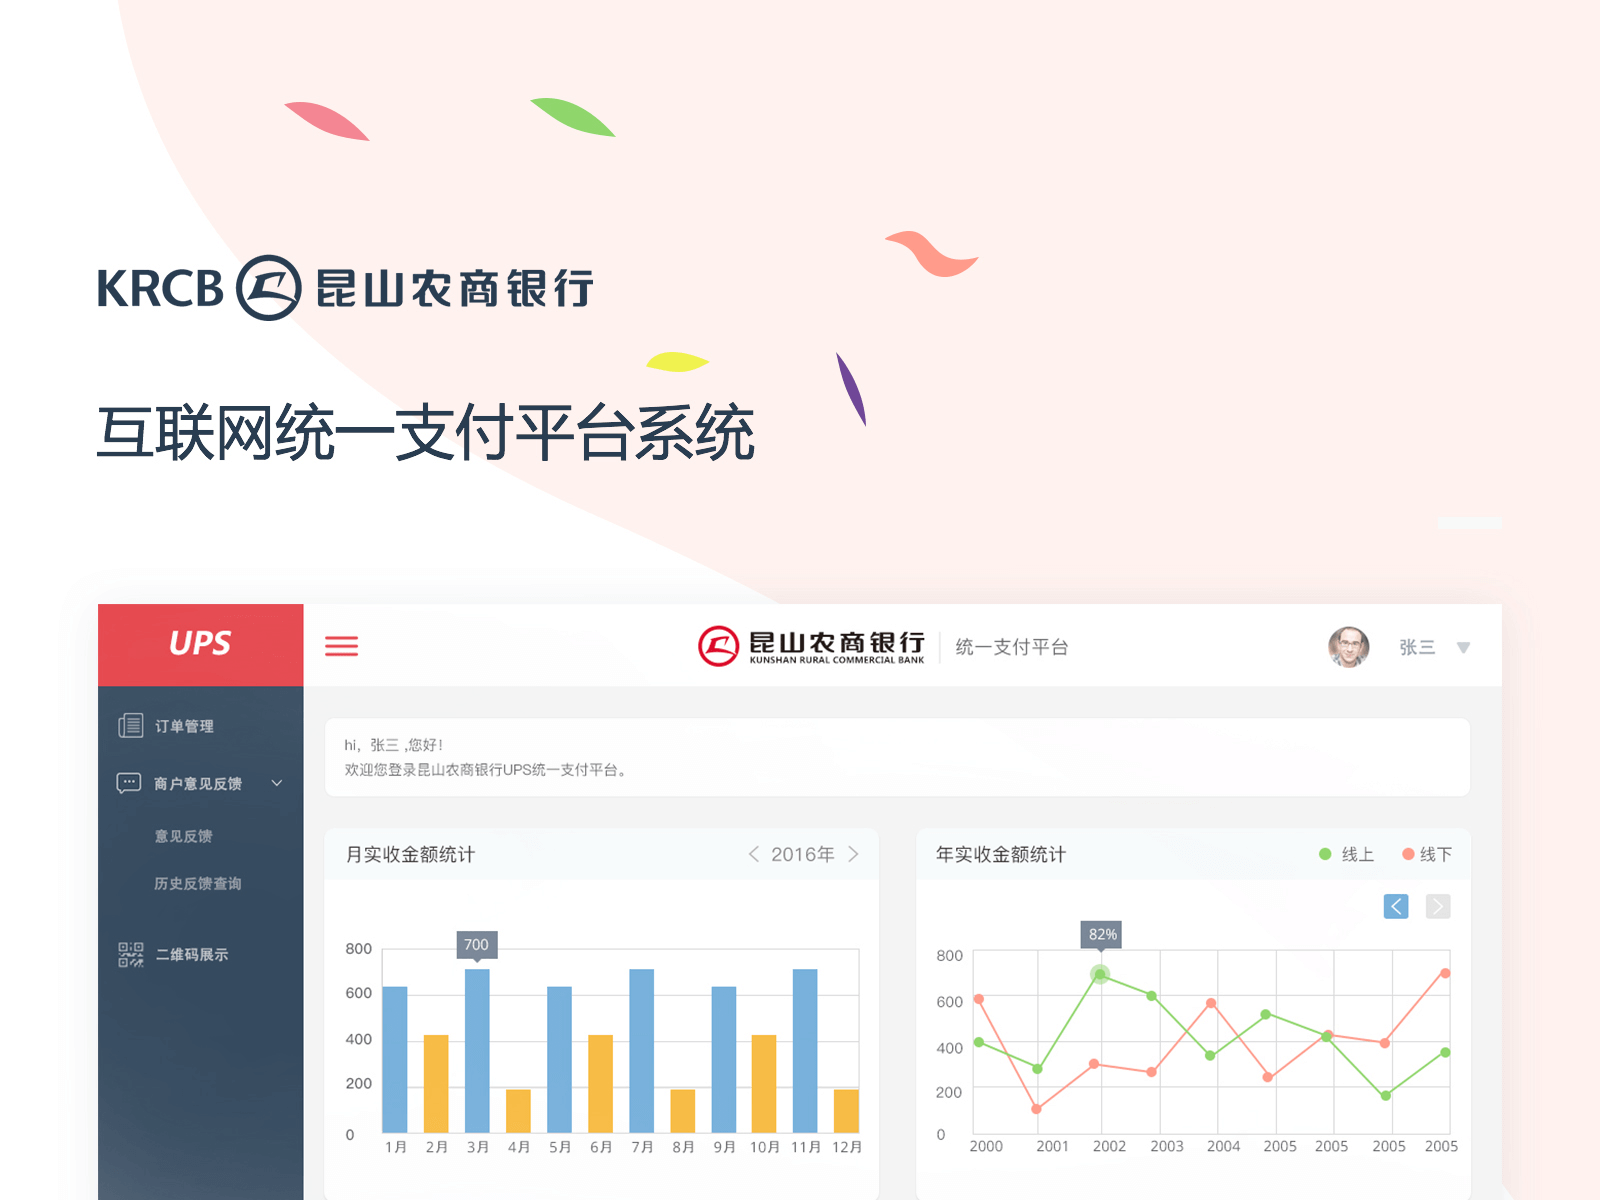 KRCB 昆山农商银行
互联网统一支付平台系统
UPS
昆山农商银行
KUNSHAN RURAL COMMERCIAL BANK
统一支付平台
张三
订单管理
商户意见反馈
意见反馈
历史反馈查询
二维码展示
hi，张三 ,您好！
欢迎您登录昆山农商银行UPS统一支付平台。
月实收金额统计
2016年
700
800
600
400
200
0
1月 2月 3月 4月 5月 6月 7月 8月 9月 10月 11月 12月
年实收金额统计
线上 线下
82%
800
600
400
200
0
2000 2001 2002 2003 2004 2005 2005 2005 2005